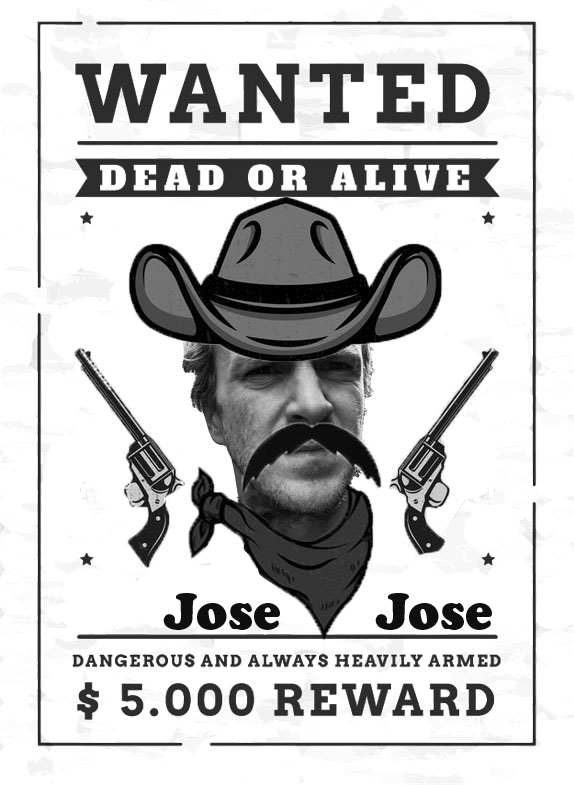 WANTED
DEAD OR ALIVE
Jose Jose
DANGEROUS AND ALWAYS HEAVILY ARMED
$ 5.000 REWARD